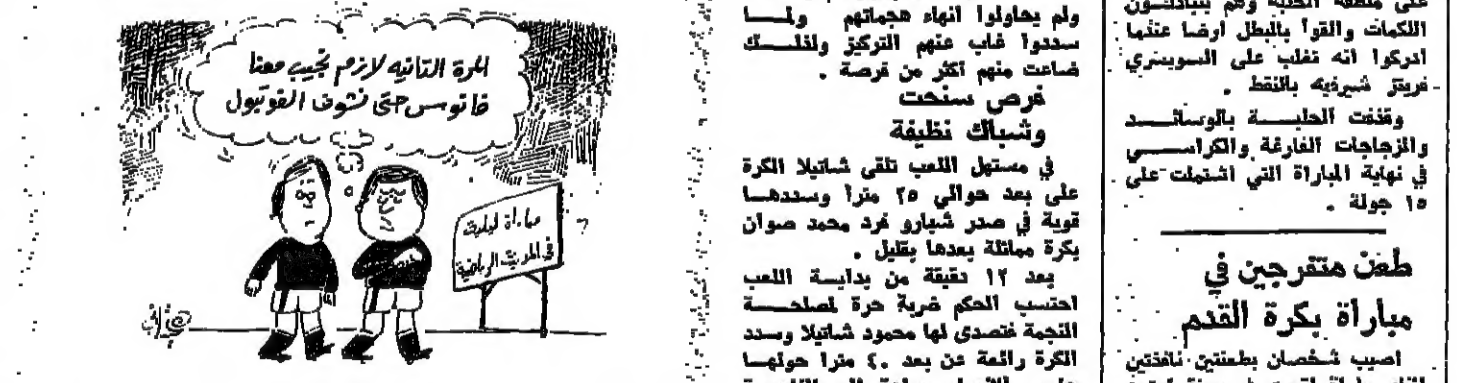 المرة الثانيه لازم نجيب معنا
فانوس حتى نشوف الفوتبول
مباراة ليلية
في المدينة الرياضية
ولم يحاولوا انهاء هجماتهم ولما
سددوا غاب عنهم التركيز ولذلك
ضاعت منهم أكثر من فرصة .
فرص سنحت
وشباك نظيفة
في مستهل اللعب تلقى شاتيلا الكرة
على بعد حوالي ٢٥ مترا وسددها
قوية في صدر شبارو فرد محمد صوان
بكرة مماثلة بعدها بقليل .
بعد ١٢ دقيقة من بداية اللعب
احتسب الحكم ضربة حرة لمصلحة
النجمة فتصدى لها محمود شاتيلا وسدد
الكرة رائعة عن بعد ٤٠ مترا حولها
على منطقة الحلبة وهم يتبادلون
اللكمات والقوا بالبطل أرضا عندما
ادركوا انه تغلب على السويسري
فريتز شيرفيه بالنقط .
وقذفت الحلبة بالوسائد
والزجاجات الفارغة والكراسي
في نهاية المباراة التي اشتملت على
١٥ جولة .
طعن متفرجين في
مباراة بكرة القدم
اصيب شخصان بطعنتين نافذتين